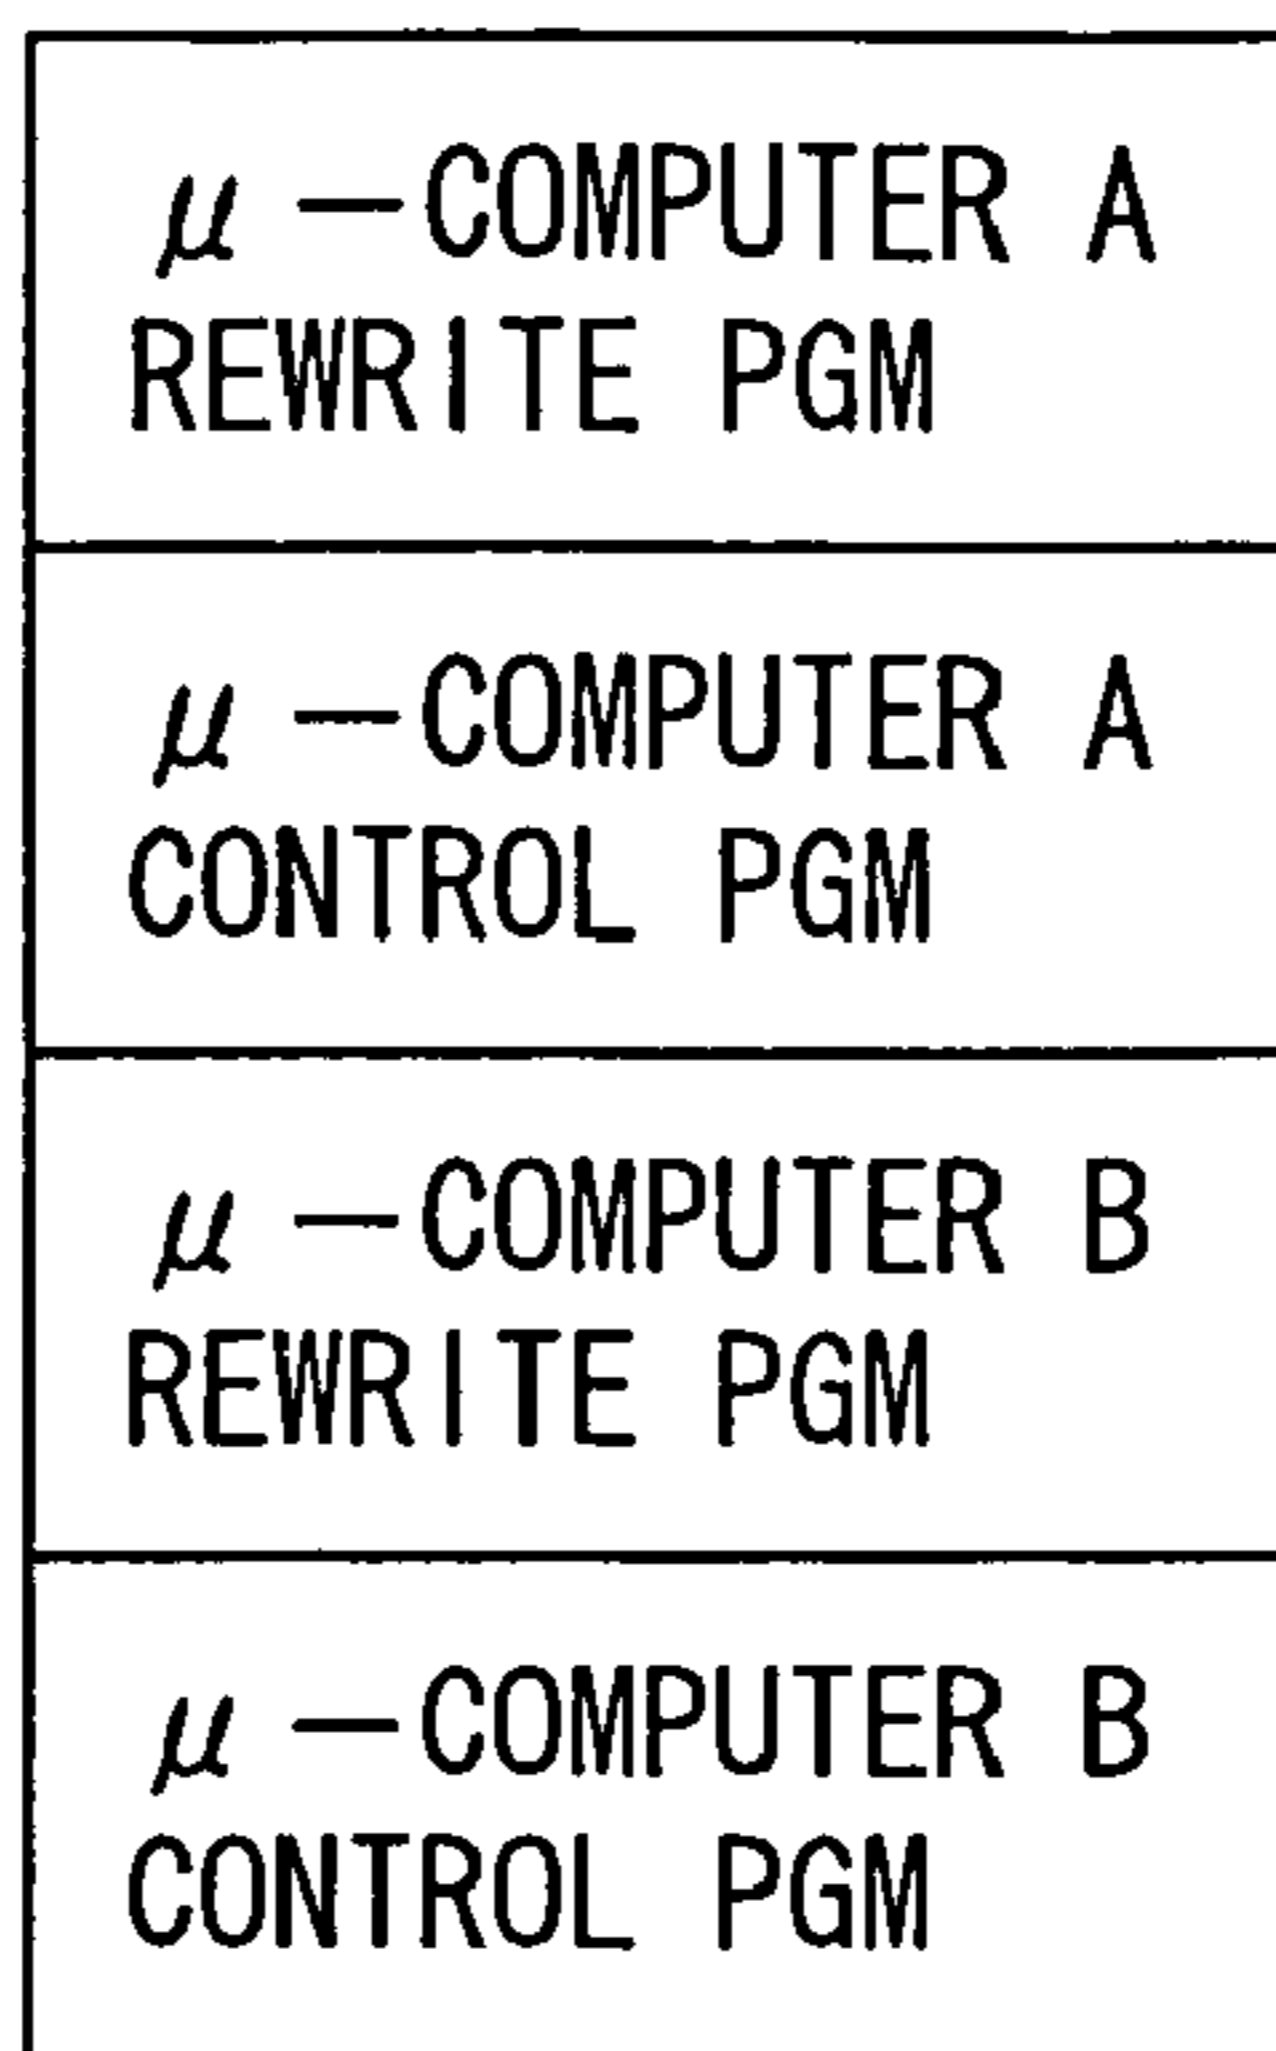 μ-COMPUTER A
REWRITE PGM
μ-COMPUTER A
CONTROL PGM
μ-COMPUTER B
REWRITE PGM
μ-COMPUTER B
CONTROL PGM